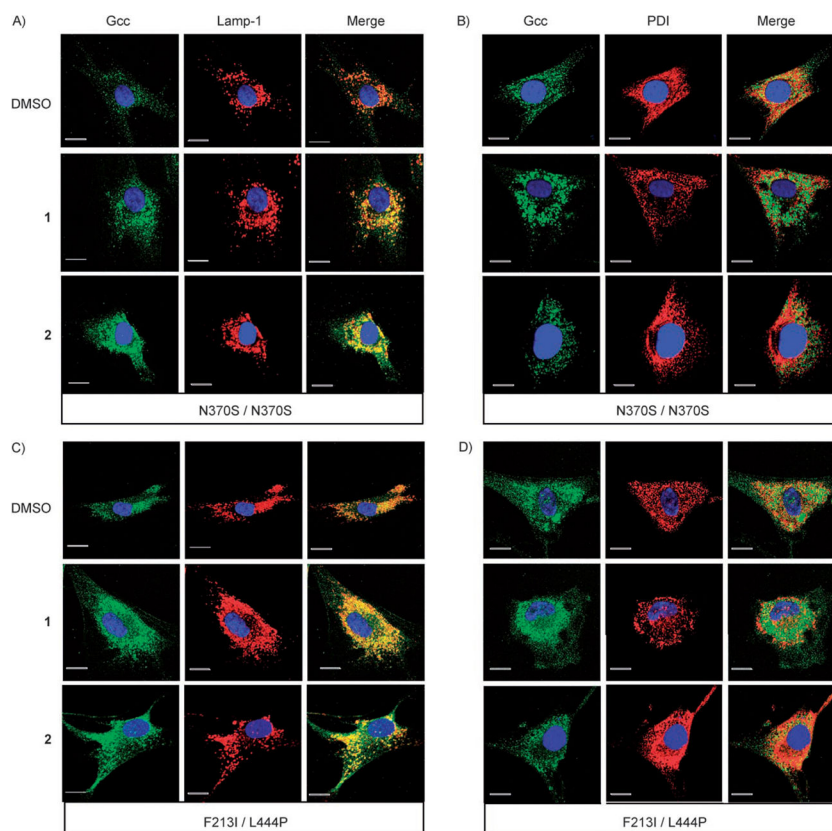 A) Gcc Lamp-1 Merge B) Gcc PDI Merge
DMSO
1
2
N370S / N370S N370S / N370S
C) D)
DMSO
1
2
F213I / L444P F213I / L444P